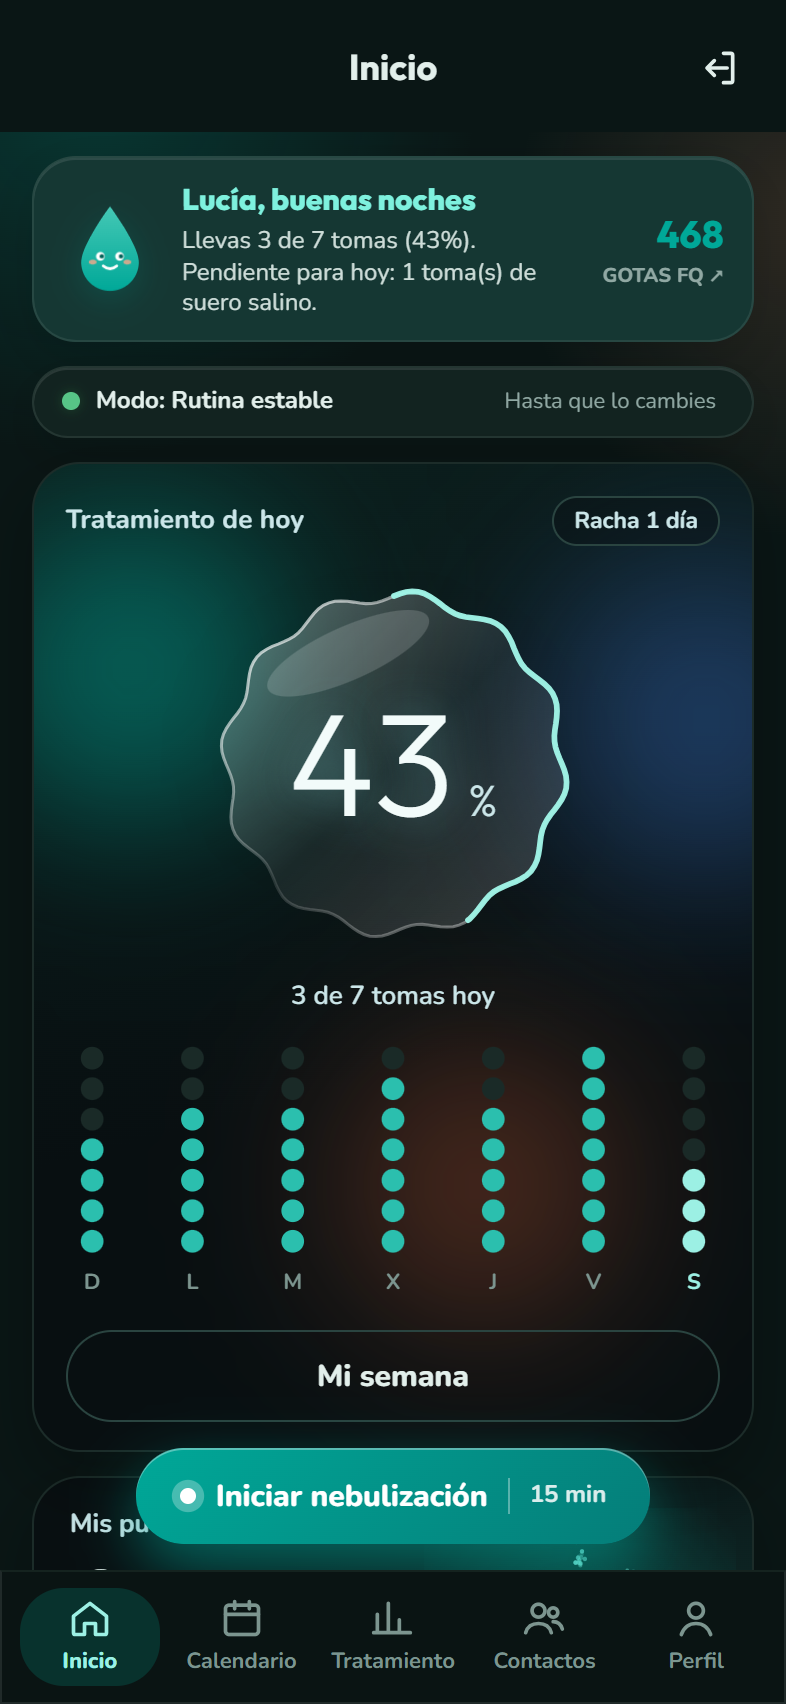 Inicio
Lucía, buenas noches
Llevas 3 de 7 tomas (43%).
Pendiente para hoy: 1 toma(s) de
suero salino.
468
GOTAS FQ ↗
Modo: Rutina estable
Hasta que lo cambies
Tratamiento de hoy
Racha 1 día
43 %
3 de 7 tomas hoy
D L M X J V S
Mi semana
Iniciar nebulización
15 min
Mis pu
Inicio
Calendario
Tratamiento
Contactos
Perfil